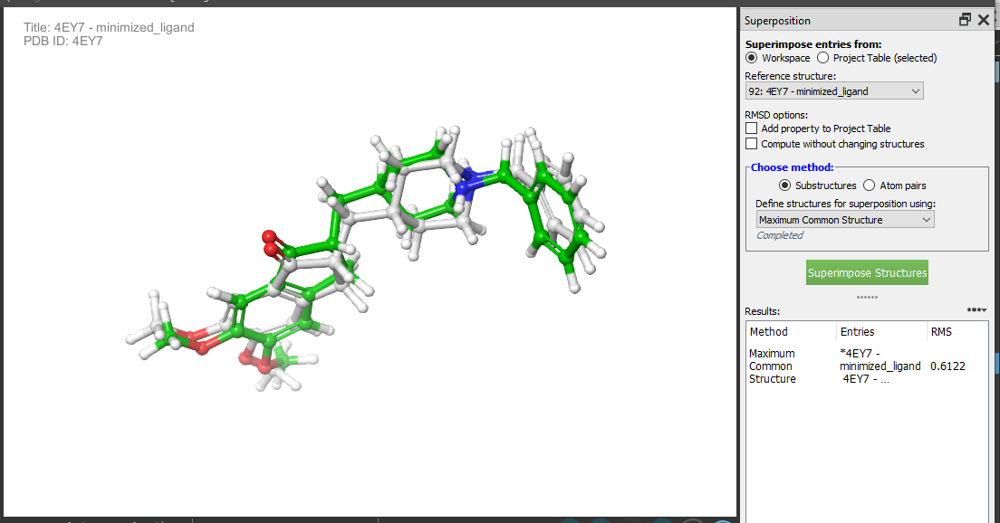 Title: 4EY7 - minimized_ligand
PDB ID: 4EY7
Superposition
Superimpose entries from:
Workspace Project Table (selected)
Reference structure:
92: 4EY7 - minimized_ligand
RMSD options:
Add property to Project Table
Compute without changing structures
Choose method:
Substructures Atom pairs
Define structures for superposition using:
Maximum Common Structure
Completed
Superimpose Structures
Results:
Method Entries RMS
Maximum *4EY7 -
Common minimized_ligand 0.6122
Structure 4EY7 - ...